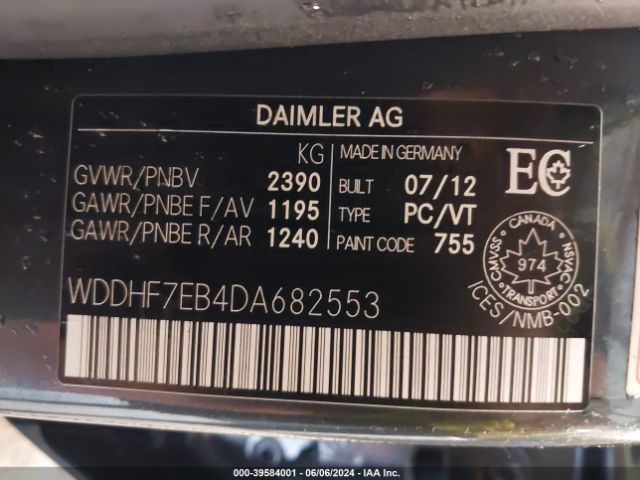 DAIMLER AG
KG
GVWR/PNBV 2390
GAWR/PNBE F/AV 1195
GAWR/PNBE R/AR 1240
MADE IN GERMANY
BUILT 07/12
TYPE PC/VT
PAINT CODE 755
EC
CANADA
SVMAC NSVAC
974
TRANSPORT
ICES/NMB-002
WDDHF7EB4DA682553
000-39584001 | 06/06/2024 | IAA Inc.